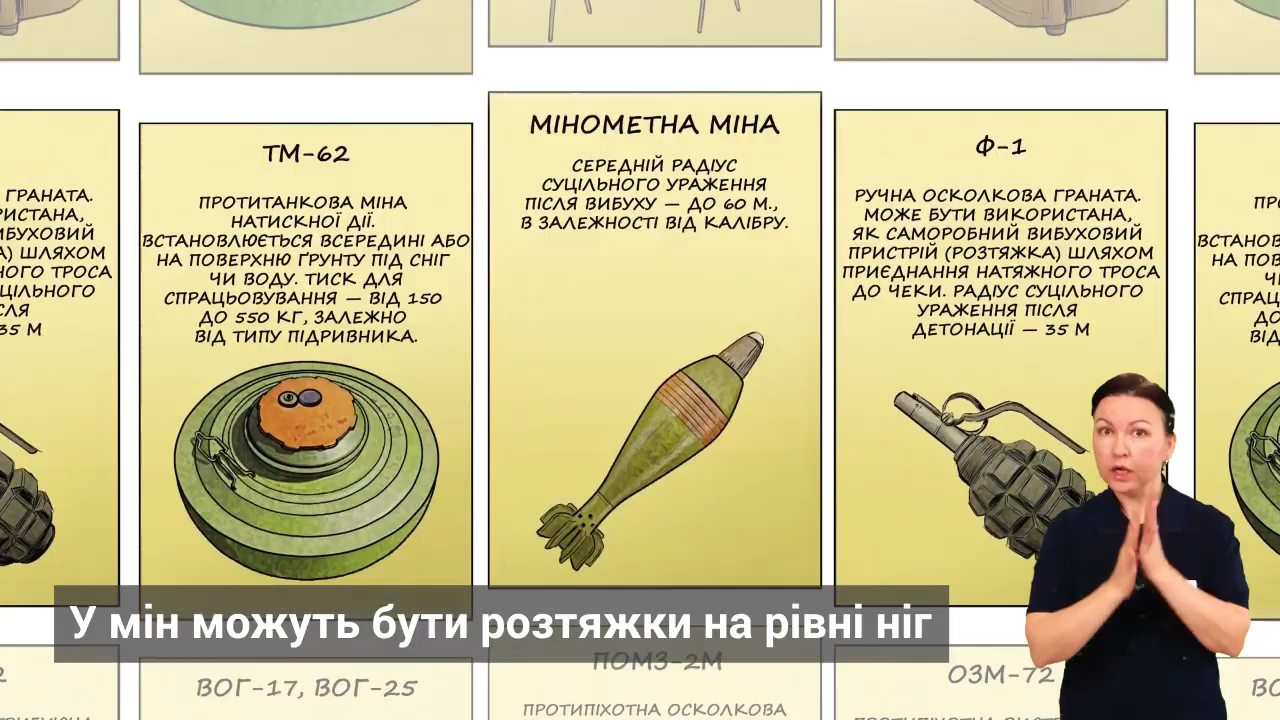 ГРАНАТА.
35 М
ТМ-62
ПРОТИТАНКОВА МІНА
НАТИСКНОЇ ДІЇ.
ВСТАНОВЛЮЄТЬСЯ ВСЕРЕДИНІ АБО
НА ПОВЕРХНЮ ҐРУНТУ ПІД СНІГ
ЧИ ВОДУ. ТИСК ДЛЯ
СПРАЦЬОВУВАННЯ — ВІД 150
ДО 550 КГ, ЗАЛЕЖНО
ВІД ТИПУ ПІДРИВНИКА.
МІНОМЕТНА МІНА
СЕРЕДНІЙ РАДІУС
СУЦІЛЬНОГО УРАЖЕННЯ
ПІСЛЯ ВИБУХУ — ДО 60 М.,
В ЗАЛЕЖНОСТІ ВІД КАЛІБРУ.
Ф-1
РУЧНА ОСКОЛКОВА ГРАНАТА.
МОЖЕ БУТИ ВИКОРИСТАНА,
ЯК САМОРОБНИЙ ВИБУХОВИЙ
ПРИСТРІЙ (РОЗТЯЖКА) ШЛЯХОМ
ПРИЄДНАННЯ НАТЯЖНОГО ТРОСА
ДО ЧЕКИ. РАДІУС СУЦІЛЬНОГО
УРАЖЕННЯ ПІСЛЯ
ДЕТОНАЦІЇ — 35 М
У мін можуть бути розтяжки на рівні ніг
ВОГ-17, ВОГ-25
ПОМЗ-2М
ПРОТИПІХОТНА ОСКОЛКОВА
ОЗМ-72